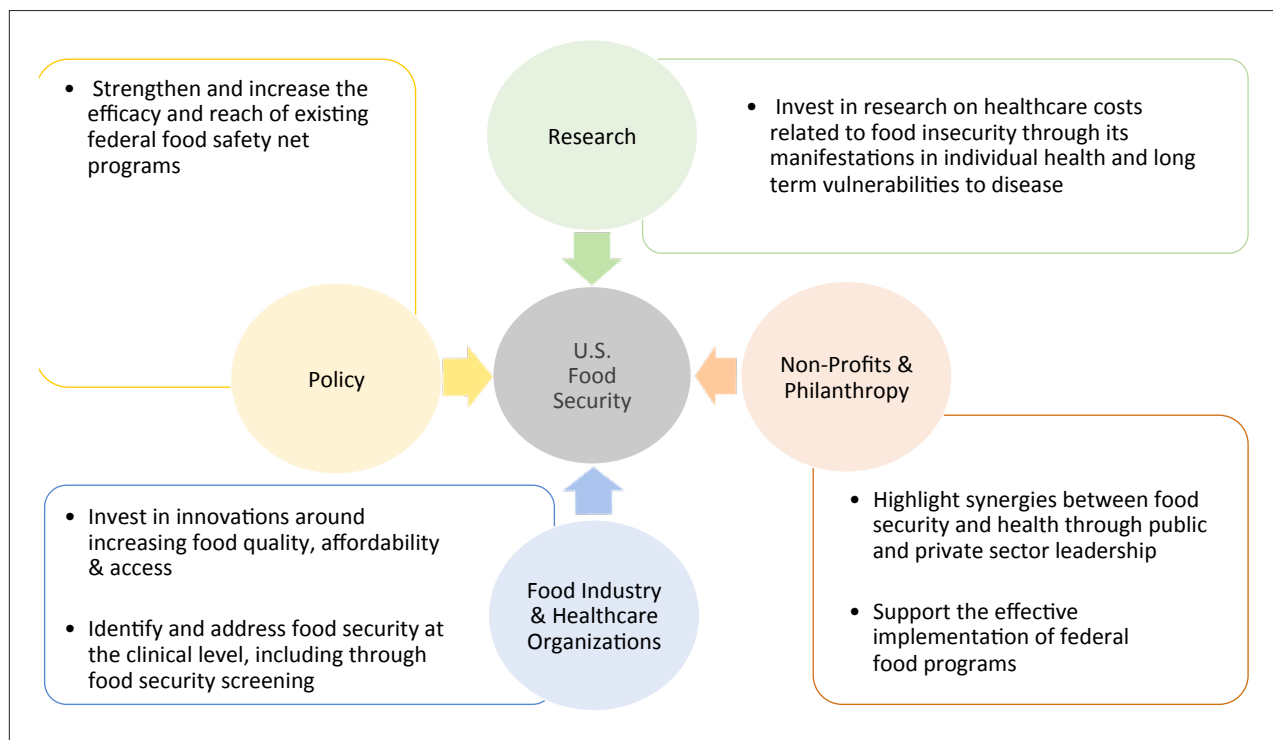 • Strengthen and increase the
efficacy and reach of existing
federal food safety net
programs
Research
• Invest in research on healthcare costs
related to food insecurity through its
manifestations in individual health and long
term vulnerabilities to disease
Policy
U.S.
Food
Security
Non-Profits &
Philanthropy
• Invest in innovations around
increasing food quality, affordability
& access
• Identify and address food security at
the clinical level, including through
food security screening
Food Industry
& Healthcare
Organizations
• Highlight synergies between food
security and health through public
and private sector leadership
• Support the effective
implementation of federal
food programs